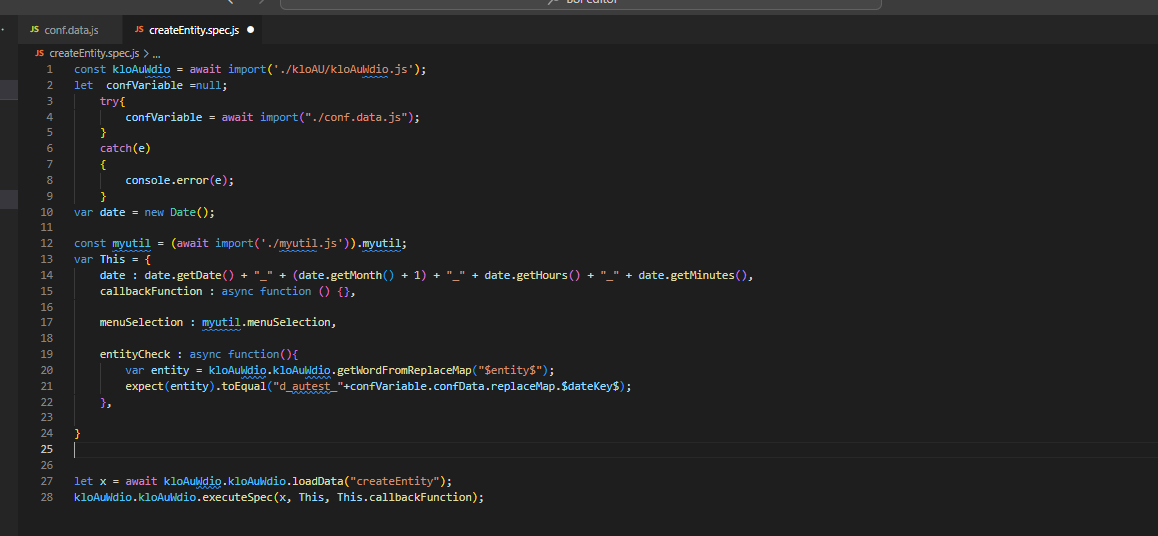 JS conf.data.js
JS createEntity.spec.js ●
JS createEntity.spec.js > ...
1 const kloAuWdio = await import('./kloAU/kloAuWdio.js');
2 let  confVariable =null;
3     try{
4         confVariable = await import("./conf.data.js");
5     }
6     catch(e)
7     {
8         console.error(e);
9     }
10 var date = new Date();
11
12 const myutil = (await import('./myutil.js')).myutil;
13 var This = {
14     date : date.getDate() + "_" + (date.getMonth() + 1) + "_" + date.getHours() + "_" + date.getMinutes(),
15     callbackFunction : async function () {},
16
17     menuSelection : myutil.menuSelection,
18
19     entityCheck : async function(){
20         var entity = kloAuWdio.kloAuWdio.getWordFromReplaceMap("$entity$");
21         expect(entity).toEqual("d_autest_"+confVariable.confData.replaceMap.$dateKey$);
22     },
23
24 }
25
26
27 let x = await kloAuWdio.kloAuWdio.loadData("createEntity");
28 kloAuWdio.kloAuWdio.executeSpec(x, This, This.callbackFunction);